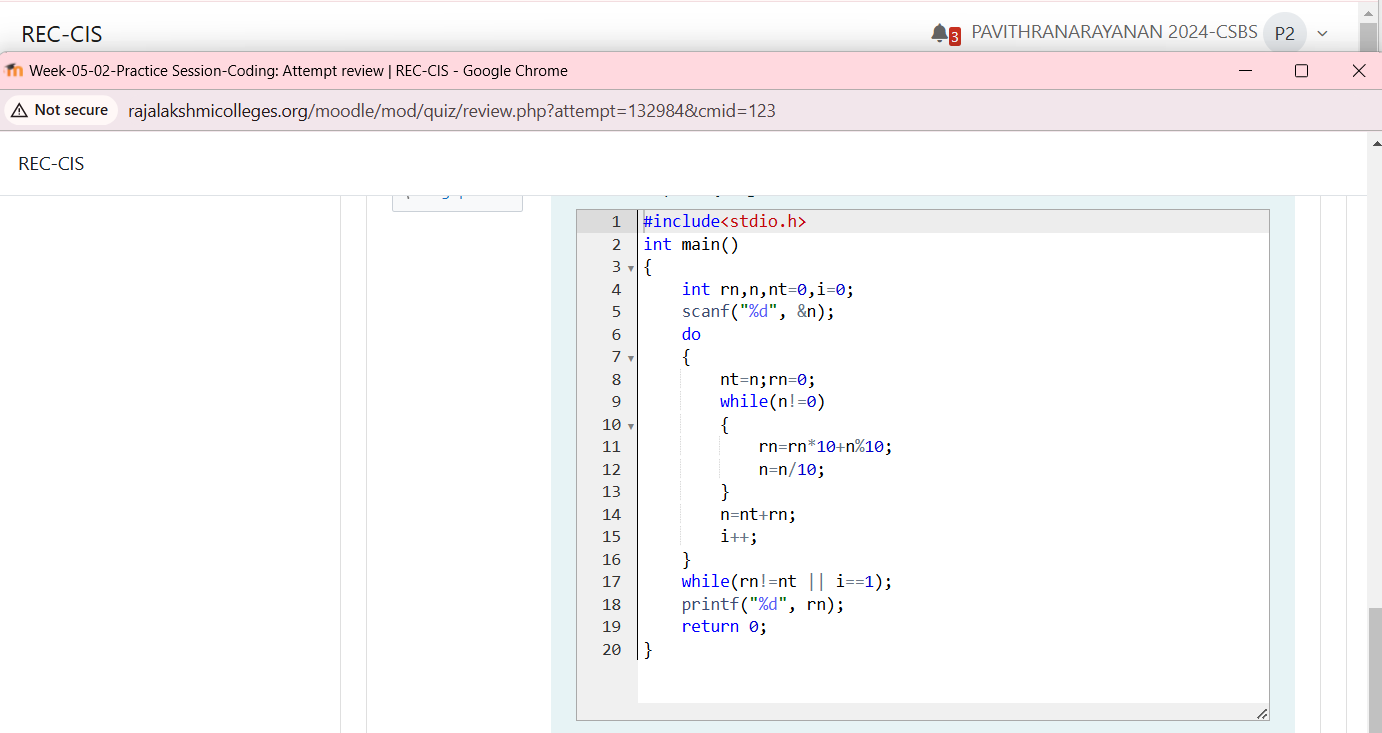 REC-CIS
3 PAVITHRANARAYANAN 2024-CSBS P2
Week-05-02-Practice Session-Coding: Attempt review | REC-CIS - Google Chrome
Not secure rajalakshmicolleges.org/moodle/mod/quiz/review.php?attempt=132984&cmid=123
REC-CIS
1 #include<stdio.h>
2 int main()
3 {
4 int rn,n,nt=0,i=0;
5 scanf("%d", &n);
6 do
7 {
8 nt=n;rn=0;
9 while(n!=0)
10 {
11 rn=rn*10+n%10;
12 n=n/10;
13 }
14 n=nt+rn;
15 i++;
16 }
17 while(rn!=nt || i==1);
18 printf("%d", rn);
19 return 0;
20 }